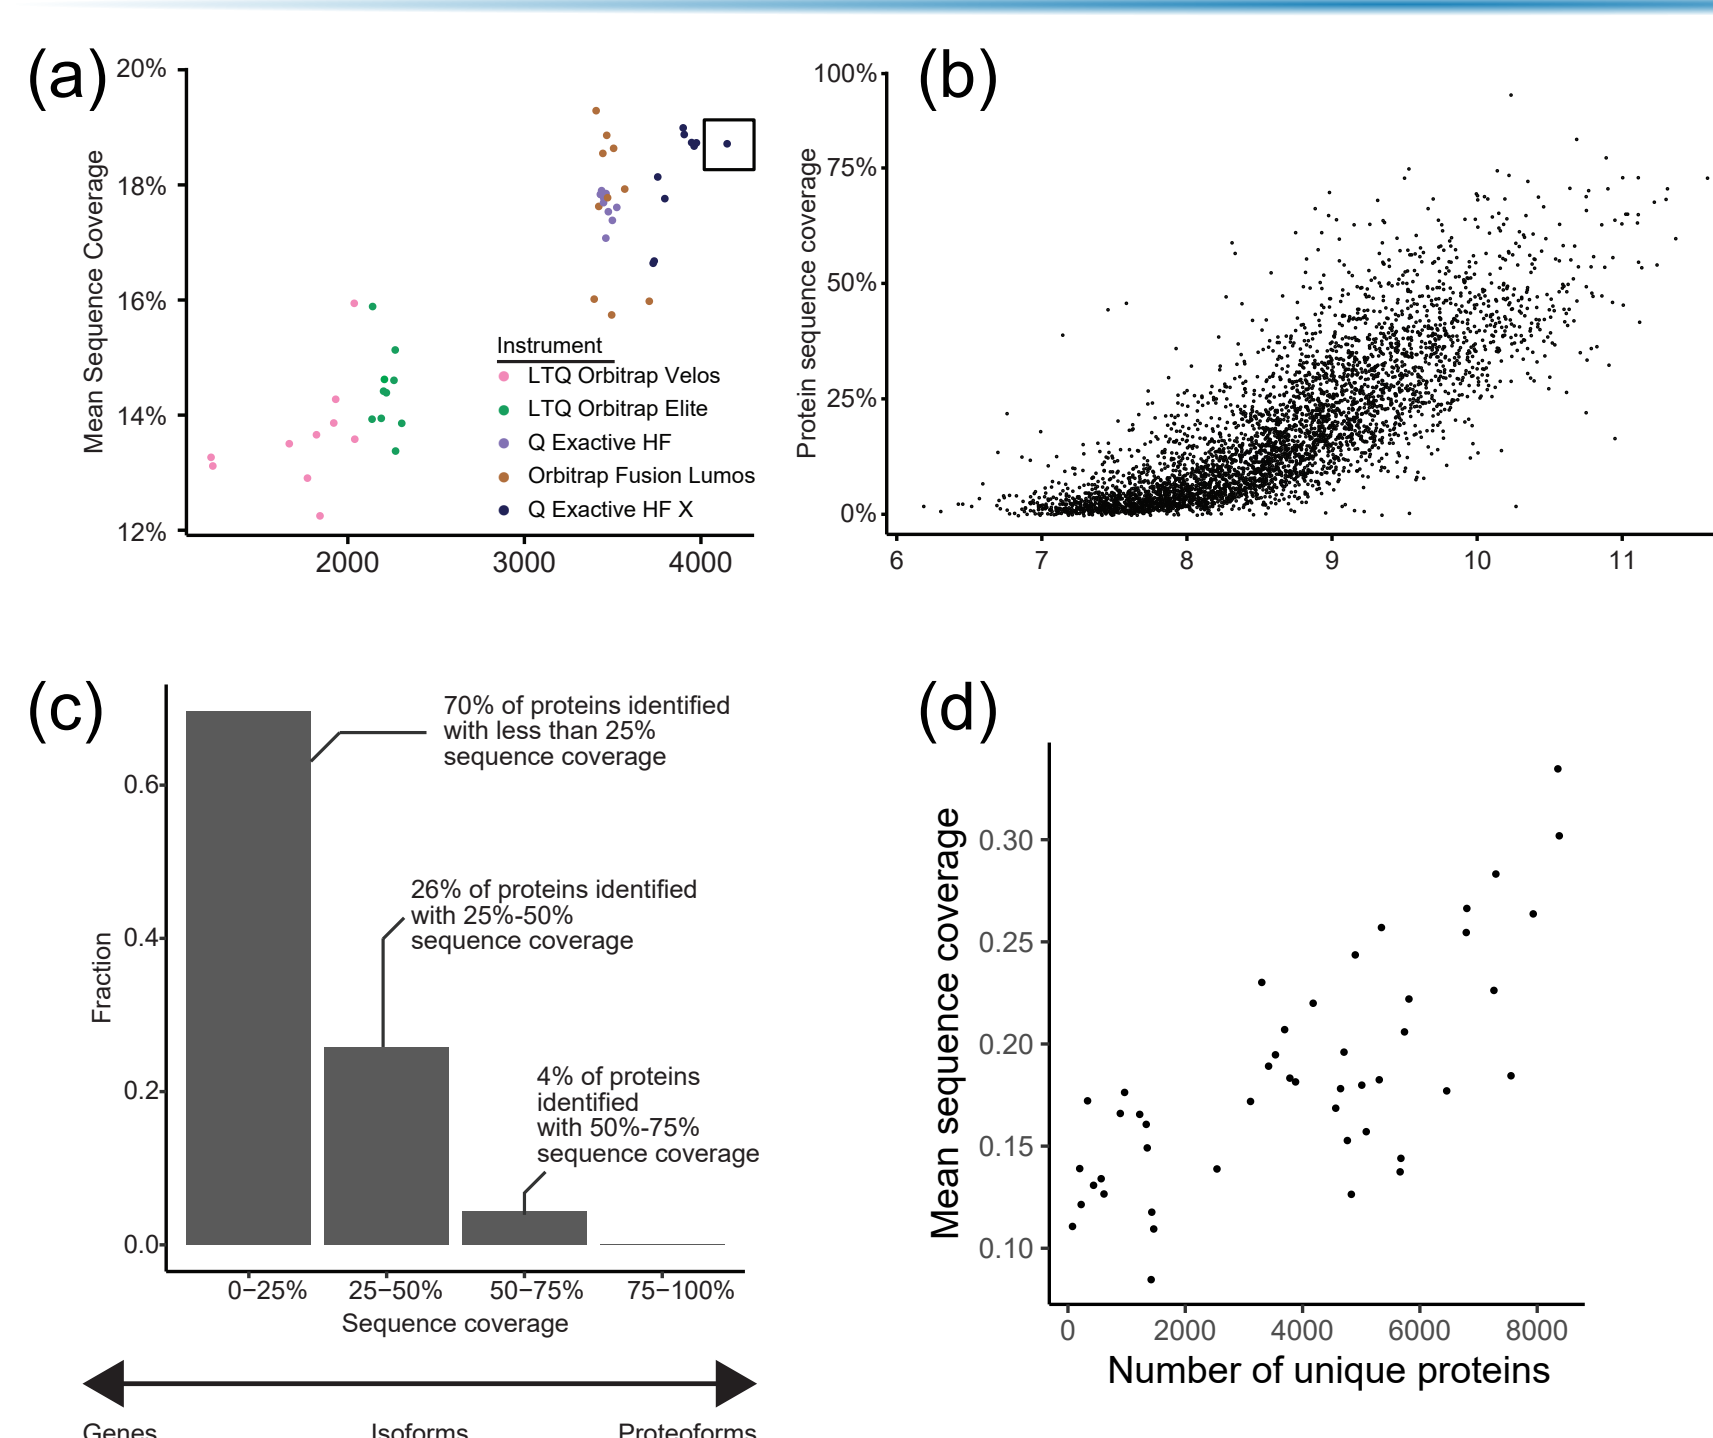 (a)
20%
18%
16%
14%
12%
Mean Sequence Coverage
2000
3000
4000
Instrument
LTQ Orbitrap Velos
LTQ Orbitrap Elite
Q Exactive HF
Orbitrap Fusion Lumos
Q Exactive HF X
(b)
100%
75%
50%
25%
0%
Protein sequence coverage
6
7
8
9
10
11
(c)
0.6
0.4
0.2
0.0
Fraction
70% of proteins identified
with less than 25%
sequence coverage
26% of proteins identified
with 25%-50%
sequence coverage
4% of proteins
identified
with 50%-75%
sequence coverage
0−25%
25−50%
50−75%
75−100%
Sequence coverage
Genes
Isoforms
Proteoforms
(d)
0.30
0.25
0.20
0.15
0.10
Mean sequence coverage
0
2000
4000
6000
8000
Number of unique proteins